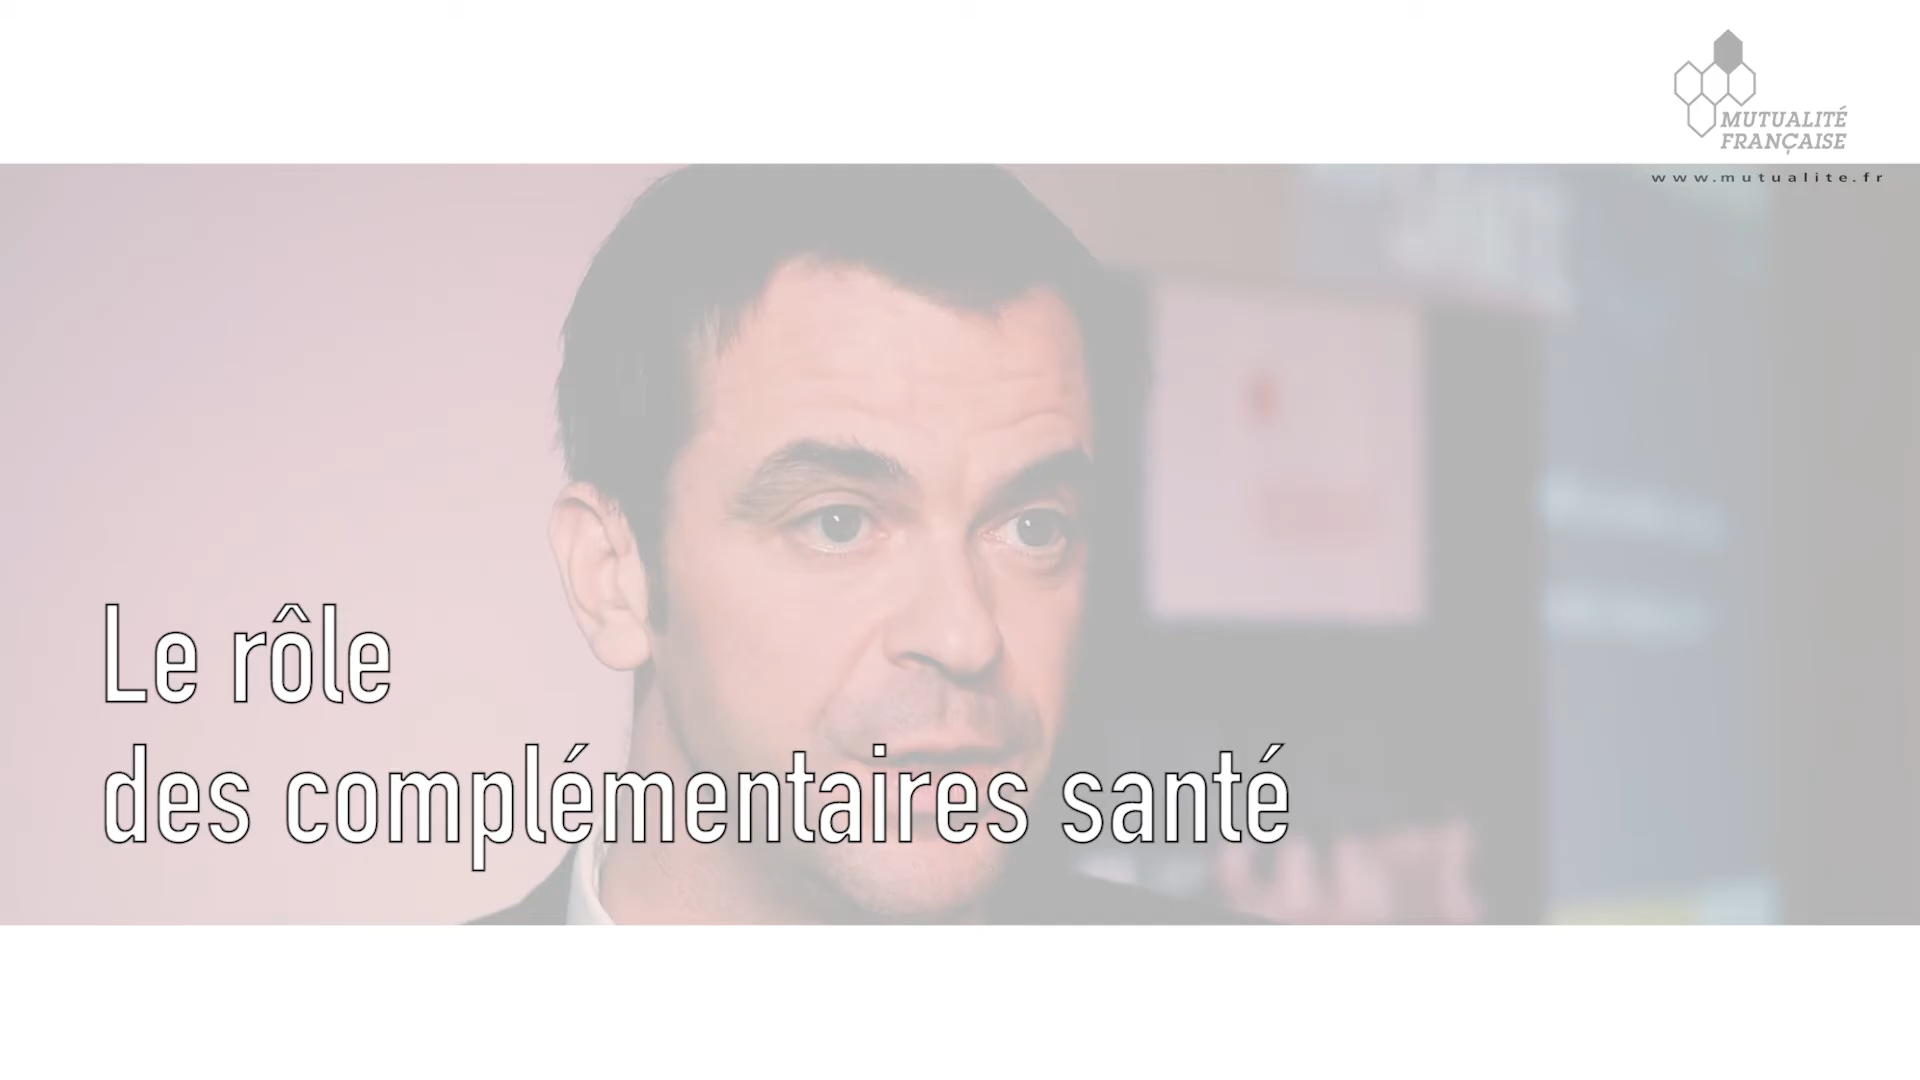 MUTUALITÉ
FRANÇAISE
www.mutualite.fr
Le rôle
des complémentaires santé